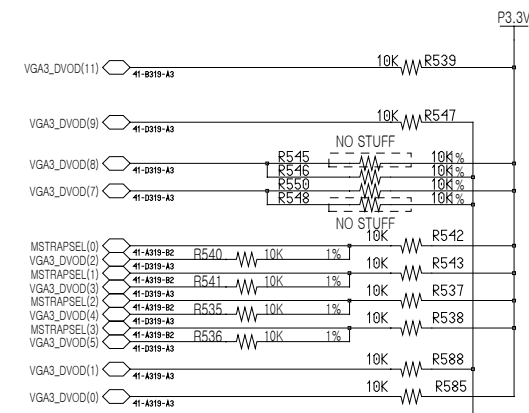 P3.3V
VGA3_DVOD(11) 41-B319-A3 10K R539
VGA3_DVOD(9) 41-D319-A3 10K R547
NO STUFF
VGA3_DVOD(8) 41-D319-A3 R545 10K%
R546 10K%
VGA3_DVOD(7) 41-D319-A3 R550 10K%
R548 10K%
NO STUFF
MSTRAPSEL(0) 41-A319-B2 10K R542
VGA3_DVOD(2) 41-D319-A3 R540 10K 1%
MSTRAPSEL(1) 41-A319-B2 10K R543
VGA3_DVOD(3) 41-D319-A3 R541 10K 1%
MSTRAPSEL(2) 41-A319-B2 10K R537
VGA3_DVOD(4) 41-D319-A3 R535 10K 1%
MSTRAPSEL(3) 41-A319-B2 10K R538
VGA3_DVOD(5) 41-D319-A3 R536 10K 1%
VGA3_DVOD(1) 41-A319-A3 10K R588
VGA3_DVOD(0) 41-A319-A3 10K R585